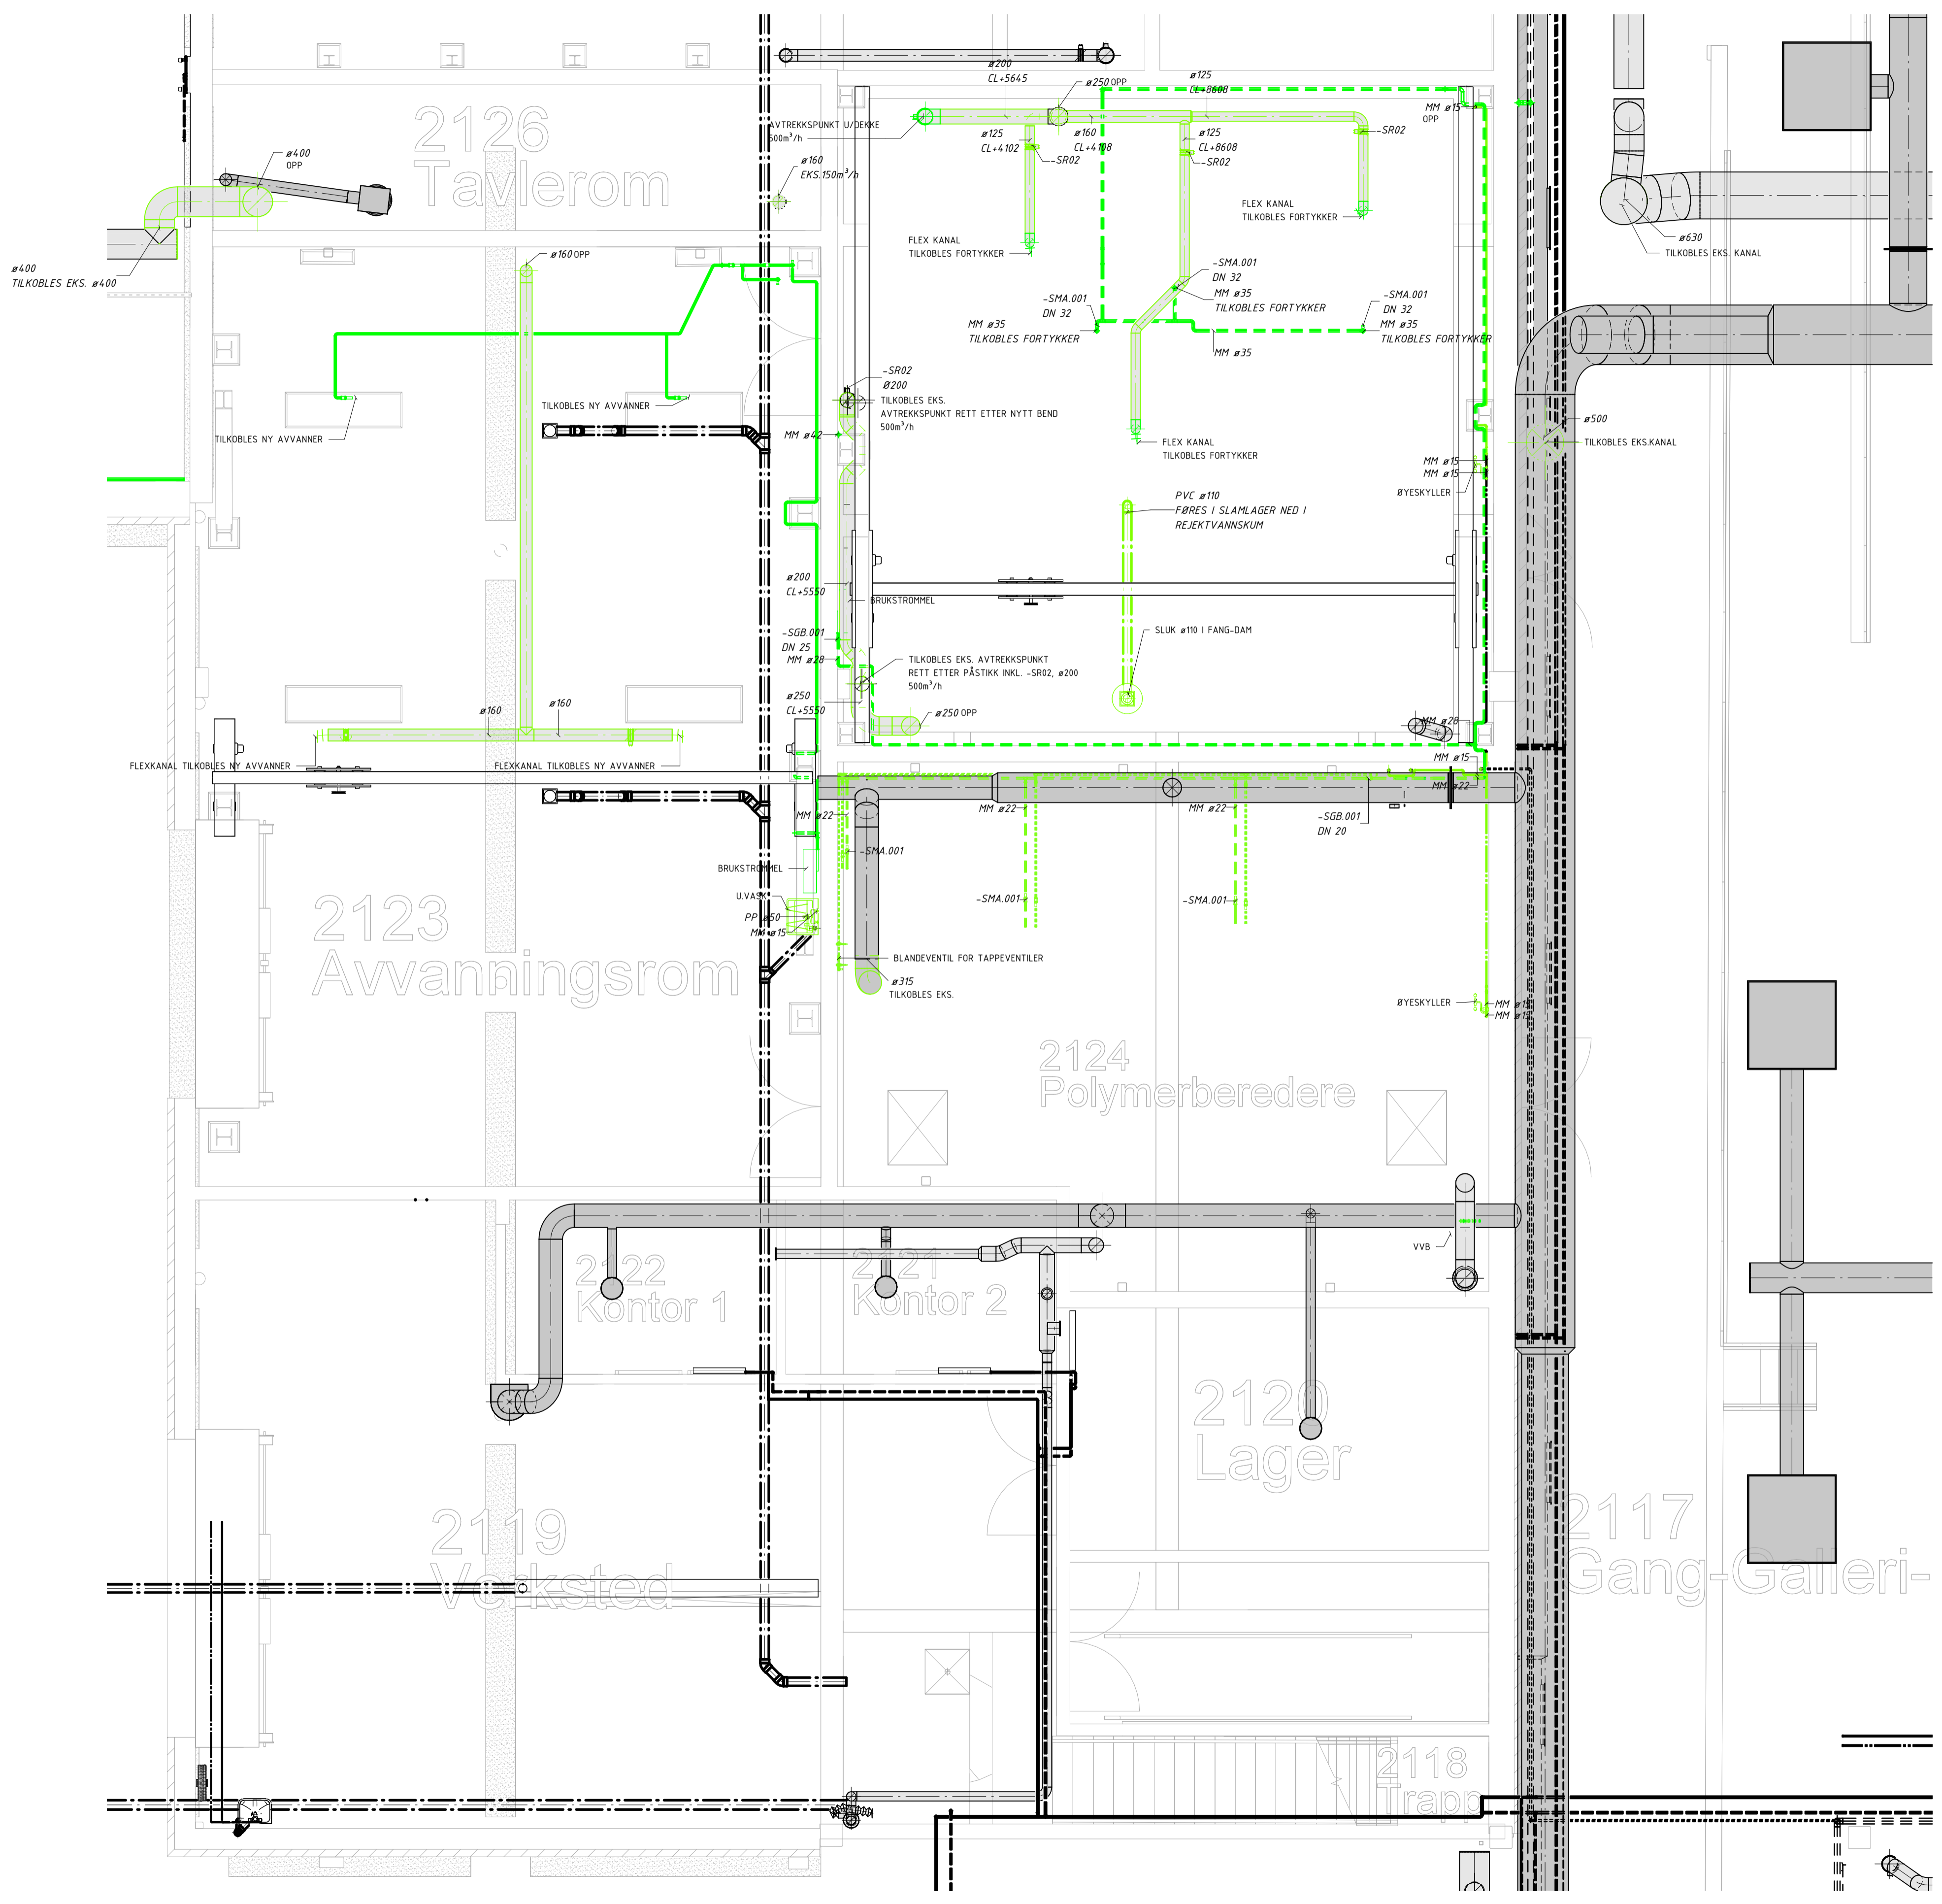 ø200
CL+5645
ø250 OPP
ø125
CL+8608
MM ø15
OPP
AVTREKKSPUNKT U/DEKKE
500m³/h
ø125
CL+4102
ø160
CL+4108
ø125
CL+8608
-SR02
-SR02
-SR02
2126
Tavlerom
ø400
OPP
ø160
EKS.150m³/h
FLEX KANAL
TILKOBLES FORTYKKER
FLEX KANAL
TILKOBLES FORTYKKER
ø630
TILKOBLES EKS. KANAL
ø400
TILKOBLES EKS. ø400
ø160 OPP
-SMA.001
DN 32
MM ø35
TILKOBLES FORTYKKER
-SMA.001
DN 32
MM ø35
TILKOBLES FORTYKKER
-SMA.001
DN 32
MM ø35
TILKOBLES FORTYKKER
MM ø35
-SR02
Ø200
TILKOBLES EKS.
AVTREKKSPUNKT RETT ETTER NYTT BEND
500m³/h
TILKOBLES NY AVVANNER
TILKOBLES NY AVVANNER
MM ø42
FLEX KANAL
TILKOBLES FORTYKKER
ø500
TILKOBLES EKS.KANAL
MM ø15
MM ø15
ØYESKYLLER
PVC ø110
FØRES I SLAMLAGER NED I
REJEKTVANNSKUM
ø200
CL+5550
BRUKSTROMMEL
-SGB.001
DN 25
MM ø28
SLUK ø110 I FANG-DAM
TILKOBLES EKS. AVTREKKSPUNKT
RETT ETTER PÅSTIKK INKL. -SR02, ø200
500m³/h
ø250
CL+5550
ø250 OPP
MM ø28
ø160
ø160
FLEXKANAL TILKOBLES NY AVVANNER
FLEXKANAL TILKOBLES NY AVVANNER
MM ø15
MM ø22
MM ø22
MM ø22
MM ø22
-SGB.001
DN 20
-SMA.001
BRUKSTROMMEL
U.VASK
PP ø50
MM ø15
-SMA.001
-SMA.001
2123
Avvanningsrom
BLANDEVENTIL FOR TAPPEVENTILER
ø315
TILKOBLES EKS.
ØYESKYLLER
MM ø15
MM ø15
2124
Polymerberedere
VVB
2122
Kontor 1
2121
Kontor 2
2120
Lager
2119
Verksted
2117
Gang-Galleri-
2118
Trapp